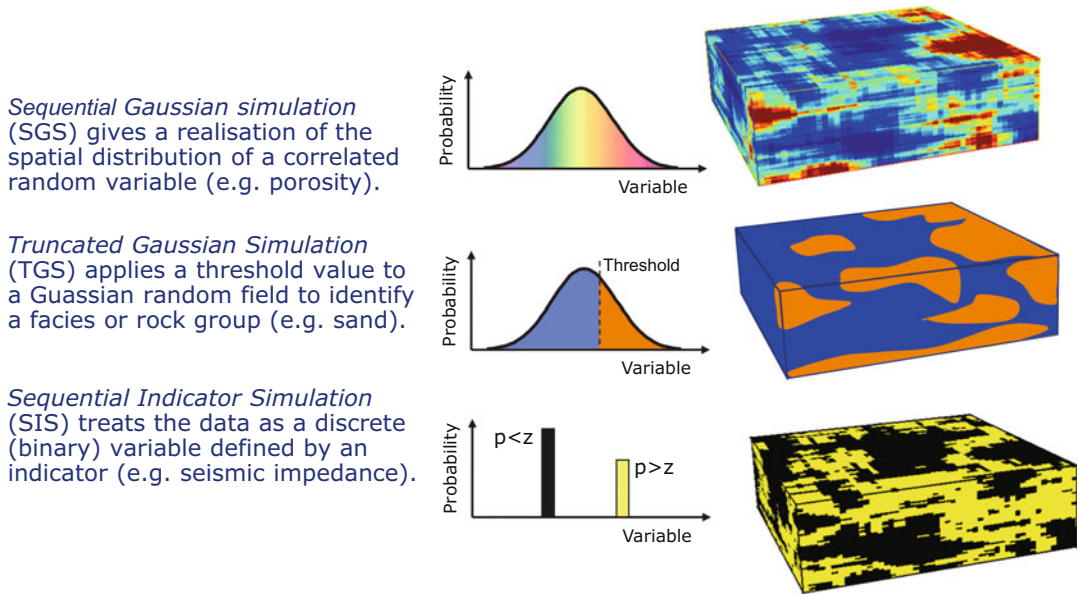 Sequential Gaussian simulation
(SGS) gives a realisation of the
spatial distribution of a correlated
random variable (e.g. porosity).
Probability
Variable
Truncated Gaussian Simulation
(TGS) applies a threshold value to
a Guassian random field to identify
a facies or rock group (e.g. sand).
Probability
Threshold
Variable
Sequential Indicator Simulation
(SIS) treats the data as a discrete
(binary) variable defined by an
indicator (e.g. seismic impedance).
Probability
p<z
p>z
Variable